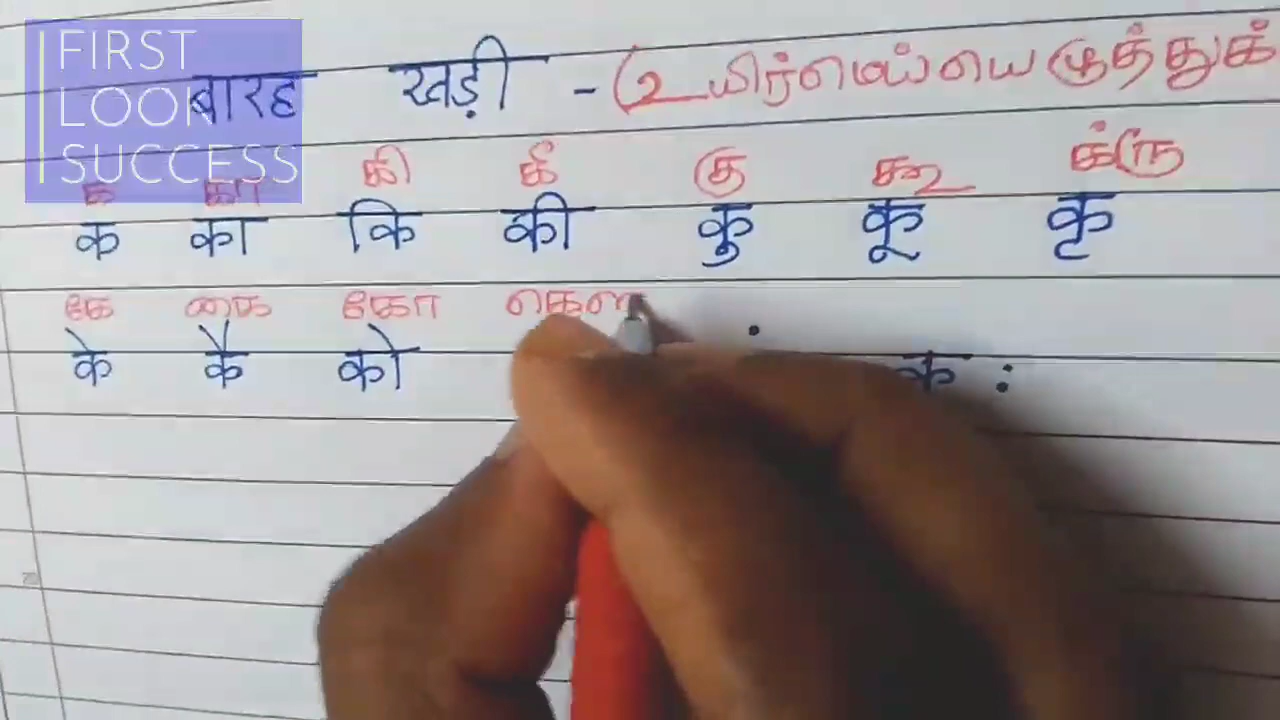 FIRST
LOOK
SUCCESS
बारह खड़ी - (உயிர்மெய்யெழுத்துக்
க கா கி கீ கு கூ க்ரு
क का कि की कु कू कृ
கே கை கோ கௌ
के कै को क :